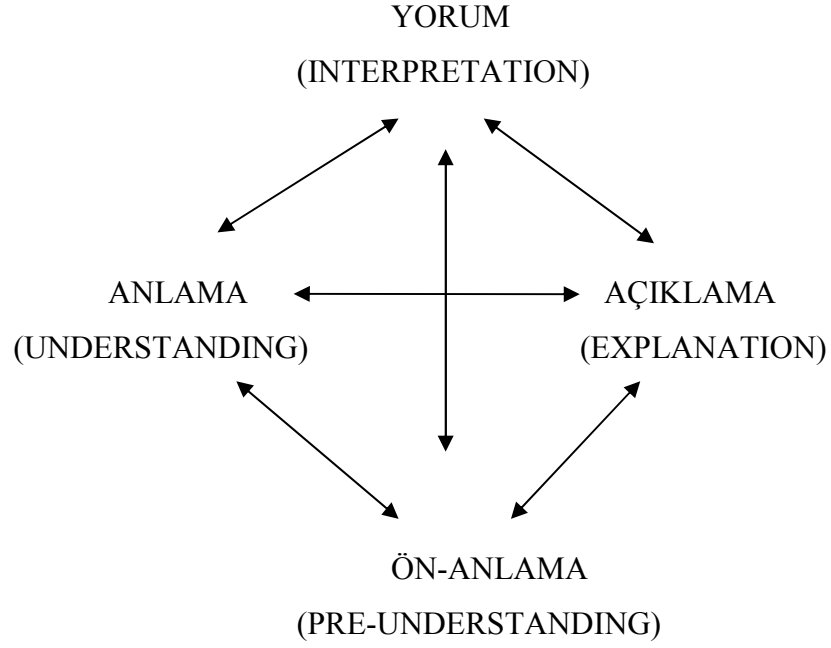 YORUM
(INTERPRETATION)
ANLAMA
(UNDERSTANDING)
AÇIKLAMA
(EXPLANATION)
ÖN-ANLAMA
(PRE-UNDERSTANDING)